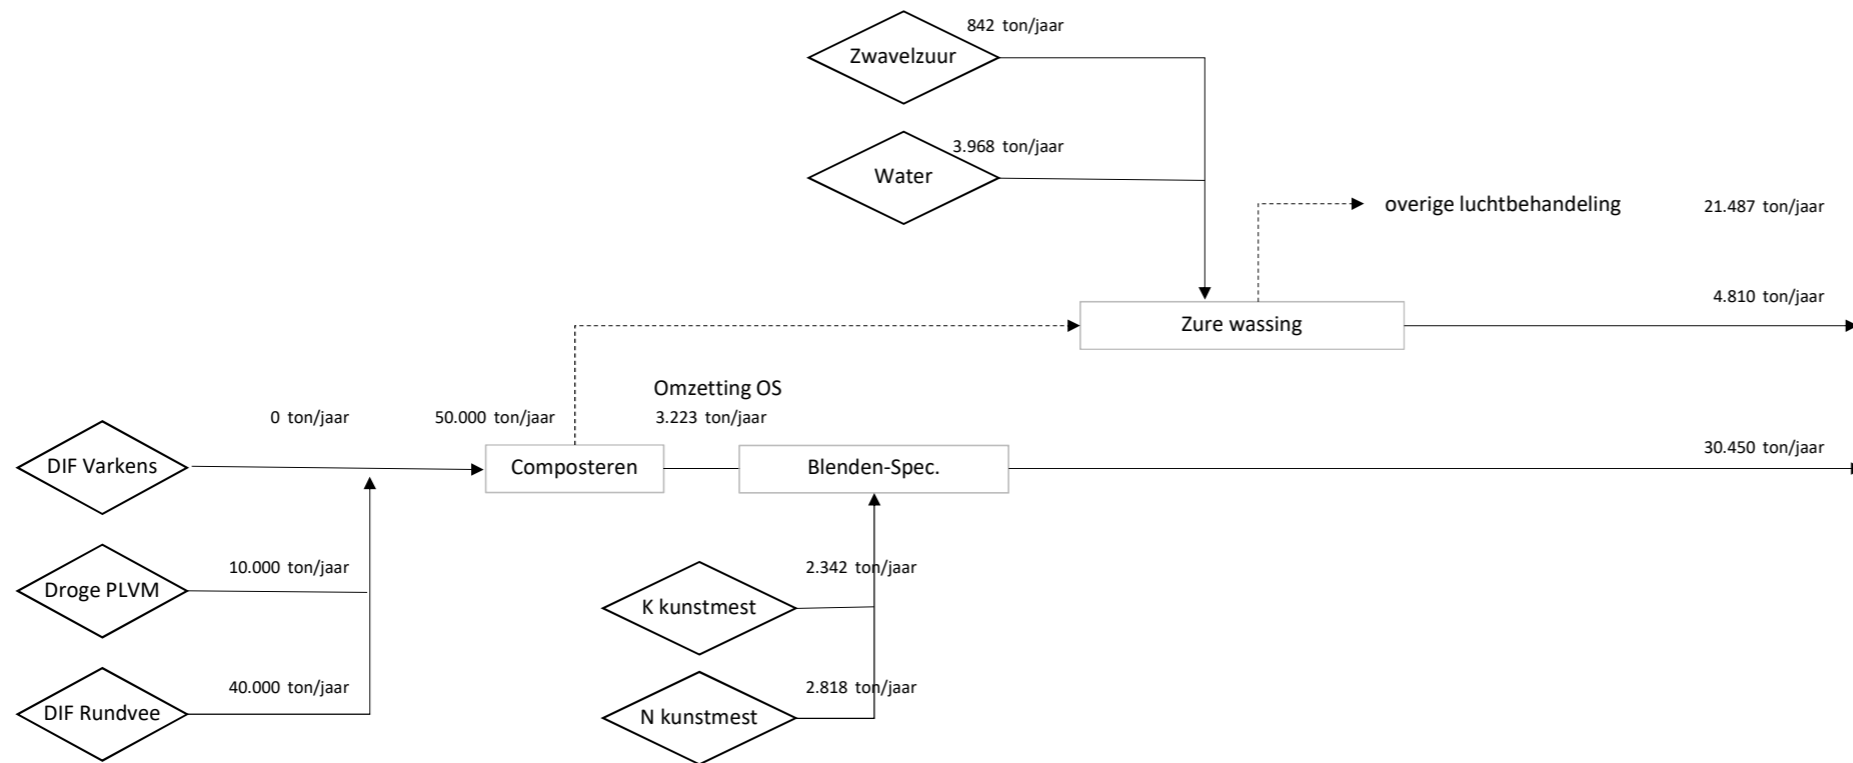 842 ton/jaar
Zwavelzuur
3.968 ton/jaar
Water
overige luchtbehandeling
21.487 ton/jaar
4.810 ton/jaar
Zure wassing
Omzetting OS
0 ton/jaar
50.000 ton/jaar
3.223 ton/jaar
30.450 ton/jaar
DIF Varkens
Composteren
Blenden-Spec.
10.000 ton/jaar
2.342 ton/jaar
Droge PLVM
K kunstmest
40.000 ton/jaar
2.818 ton/jaar
DIF Rundvee
N kunstmest